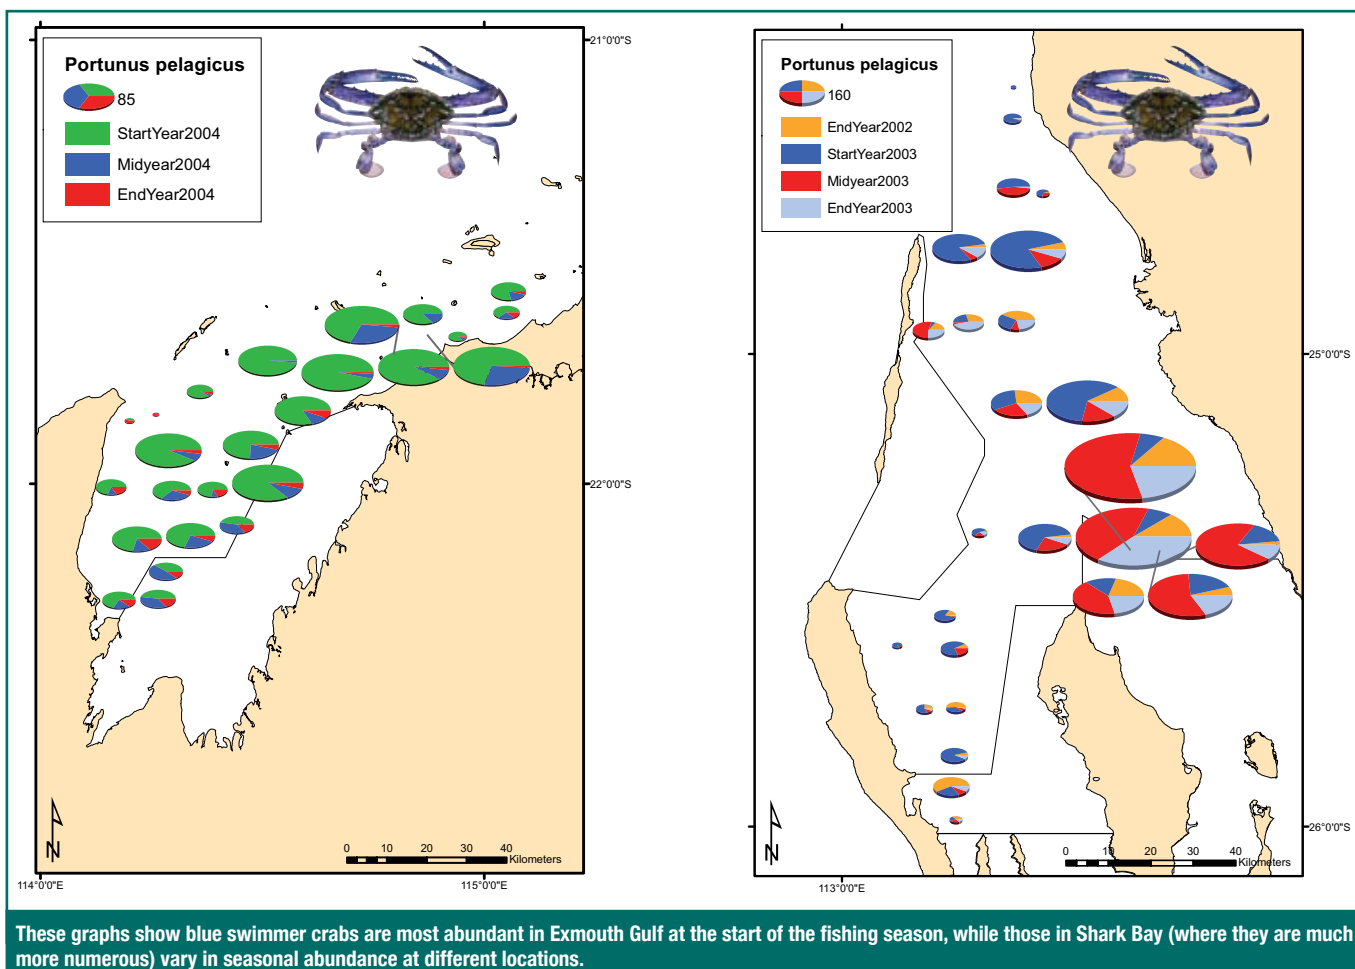 Portunus pelagicus
85
StartYear2004
Midyear2004
EndYear2004
21°0'0"S
22°0'0"S
N
0 10 20 30 40
Kilometers
114°0'0"E
115°0'0"E
Portunus pelagicus
160
EndYear2002
StartYear2003
Midyear2003
EndYear2003
25°0'0"S
26°0'0"S
N
0 10 20 30 40
Kilometers
113°0'0"E
These graphs show blue swimmer crabs are most abundant in Exmouth Gulf at the start of the fishing season, while those in Shark Bay (where they are much
more numerous) vary in seasonal abundance at different locations.